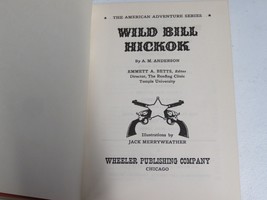 THE AMERICAN ADVENTURE SERIES
WILD BILL
HICKOK
By A. M. ANDERSON
EMMETT A. BETTS, Editor
Director, The Reading Clinic
Temple University
Illustrations by
JACK MERRYWEATHER
WHEELER PUBLISHING COMPANY
CHICAGO